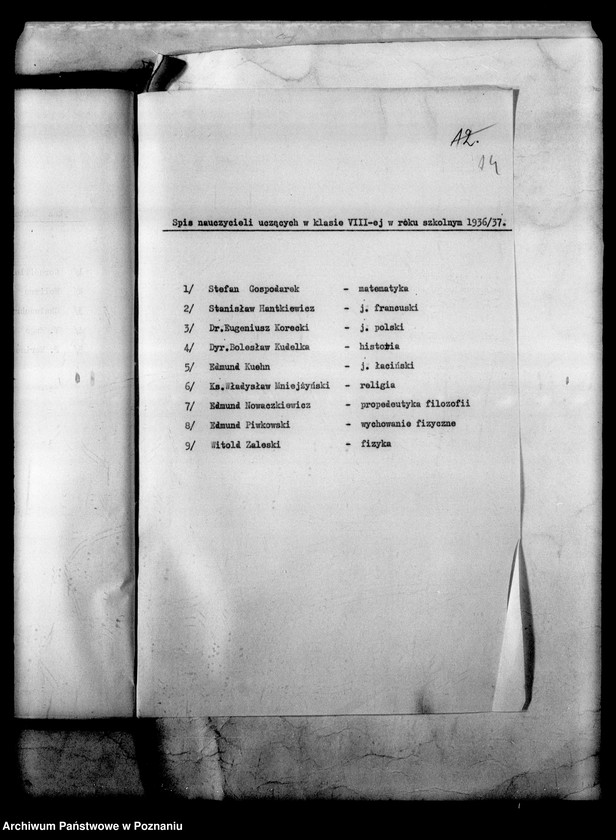 12.
14
Spis nauczycieli uczących w klasie VIII-ej w roku szkolnym 1936/37.
1/ Stefan Gospodarek - matematyka
2/ Stanisław Hantkiewicz - j. francuski
3/ Dr.Eugeniusz Korecki - j. polski
4/ Dyr.Bolesław Kudelka - historia
5/ Edmund Kuehn - j. łaciński
6/ Ks.Władysław Mniejżyński - religia
7/ Edmund Nowaczkiewicz - propedeutyka filozofii
8/ Edmund Piwkowski - wychowanie fizyczne
9/ Witold Zaleski - fizyka
Archiwum Państwowe w Poznaniu